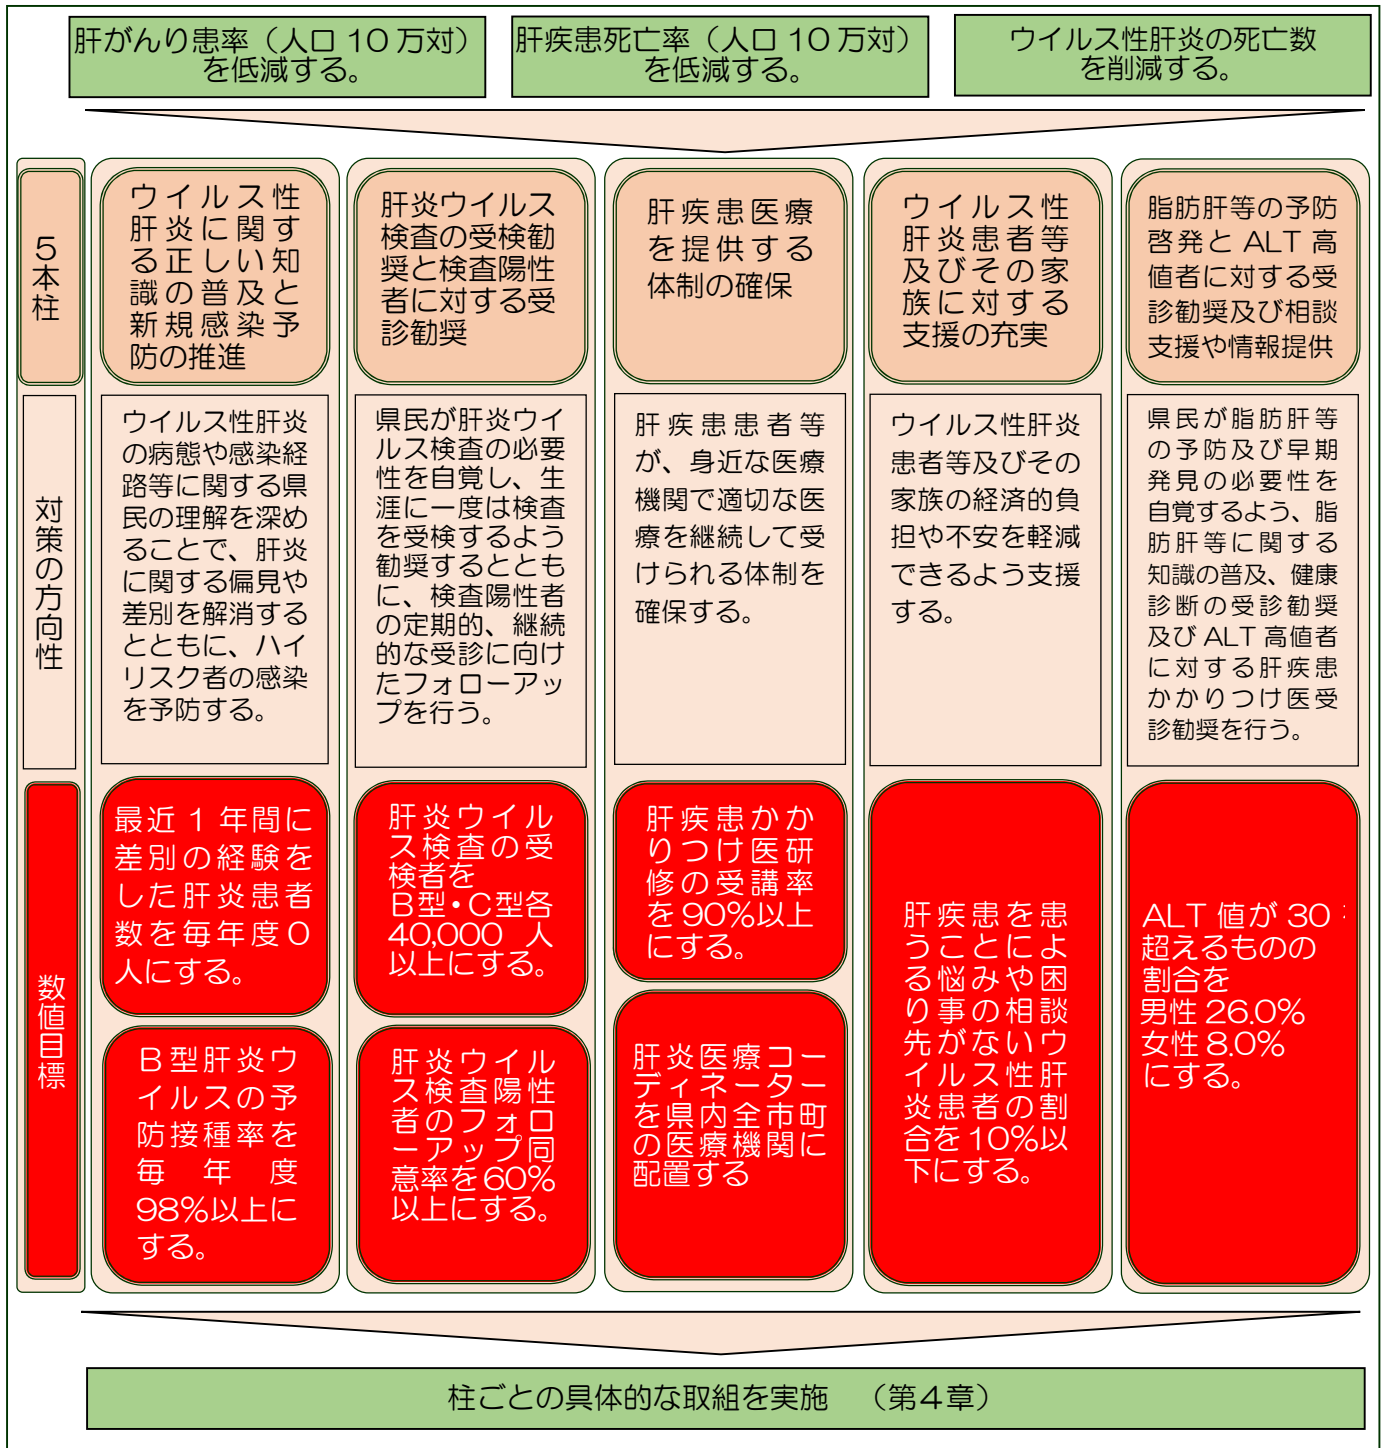 肝がんり患率（人口 10 万対）
を低減する。
肝疾患死亡率（人口 10 万対）
を低減する。
ウイルス性肝炎の死亡数
を削減する。
5本柱
ウイルス性
肝炎に関す
る正しい知
識の普及と
新規感染予
防の推進
肝炎ウイルス
検査の受検勧
奨と検査陽性
者に対する受
診勧奨
肝疾患医療
を提供する
体制の確保
ウイルス性
肝炎患者等
及びその家
族に対する
支援の充実
脂肪肝等の予防
啓発と ALT 高
値者に対する受
診勧奨及び相談
支援や情報提供
対策の方向性
ウイルス性肝炎
の病態や感染経
路等に関する県
民の理解を深め
ることで、肝炎
に関する偏見や
差別を解消する
とともに、ハイ
リスク者の感染
を予防する。
県民が肝炎ウイ
ルス検査の必要
性を自覚し、生
涯に一度は検査
を受検するよう
勧奨するととも
に、検査陽性者
の定期的、継続
的な受診に向け
たフォローアッ
プを行う。
肝疾患患者等
が、身近な医療
機関で適切な医
療を継続して受
けられる体制を
確保する。
ウイルス性肝炎
患者等及びその
家族の経済的負
担や不安を軽減
できるよう支援
する。
県民が脂肪肝等
の予防及び早期
発見の必要性を
自覚するよう、脂
肪肝等に関する
知識の普及、健康
診断の受診勧奨
及び ALT 高値者
に対する肝疾患
かかりつけ医受
診勧奨を行う。
数値目標
最近 1 年間に
差別の経験を
した肝炎患者
数を毎年度０
人にする。
B型肝炎ウ
イルスの予
防接種率を
毎年度
98%以上に
する。
肝炎ウイル
ス検査の受
検者を
B型・C型各
40,000 人
以上にする。
肝炎ウイル
ス検査陽性
者のフォロ
ーアップ同
意率を60%
以上にする。
肝疾患かか
りつけ医研
修の受講率
を90%以上
にする。
肝炎医療コー
ディネーター
を県内全市町
の医療機関に
配置する
肝疾患を患
うことによ
る悩みや困
り事の相談
先がないウ
イルス性肝
炎患者の割
合を10%以
下にする。
ALT 値が 30
超えるものの
割合を
男性 26.0%
女性 8.0%
にする。
柱ごとの具体的な取組を実施　（第４章）